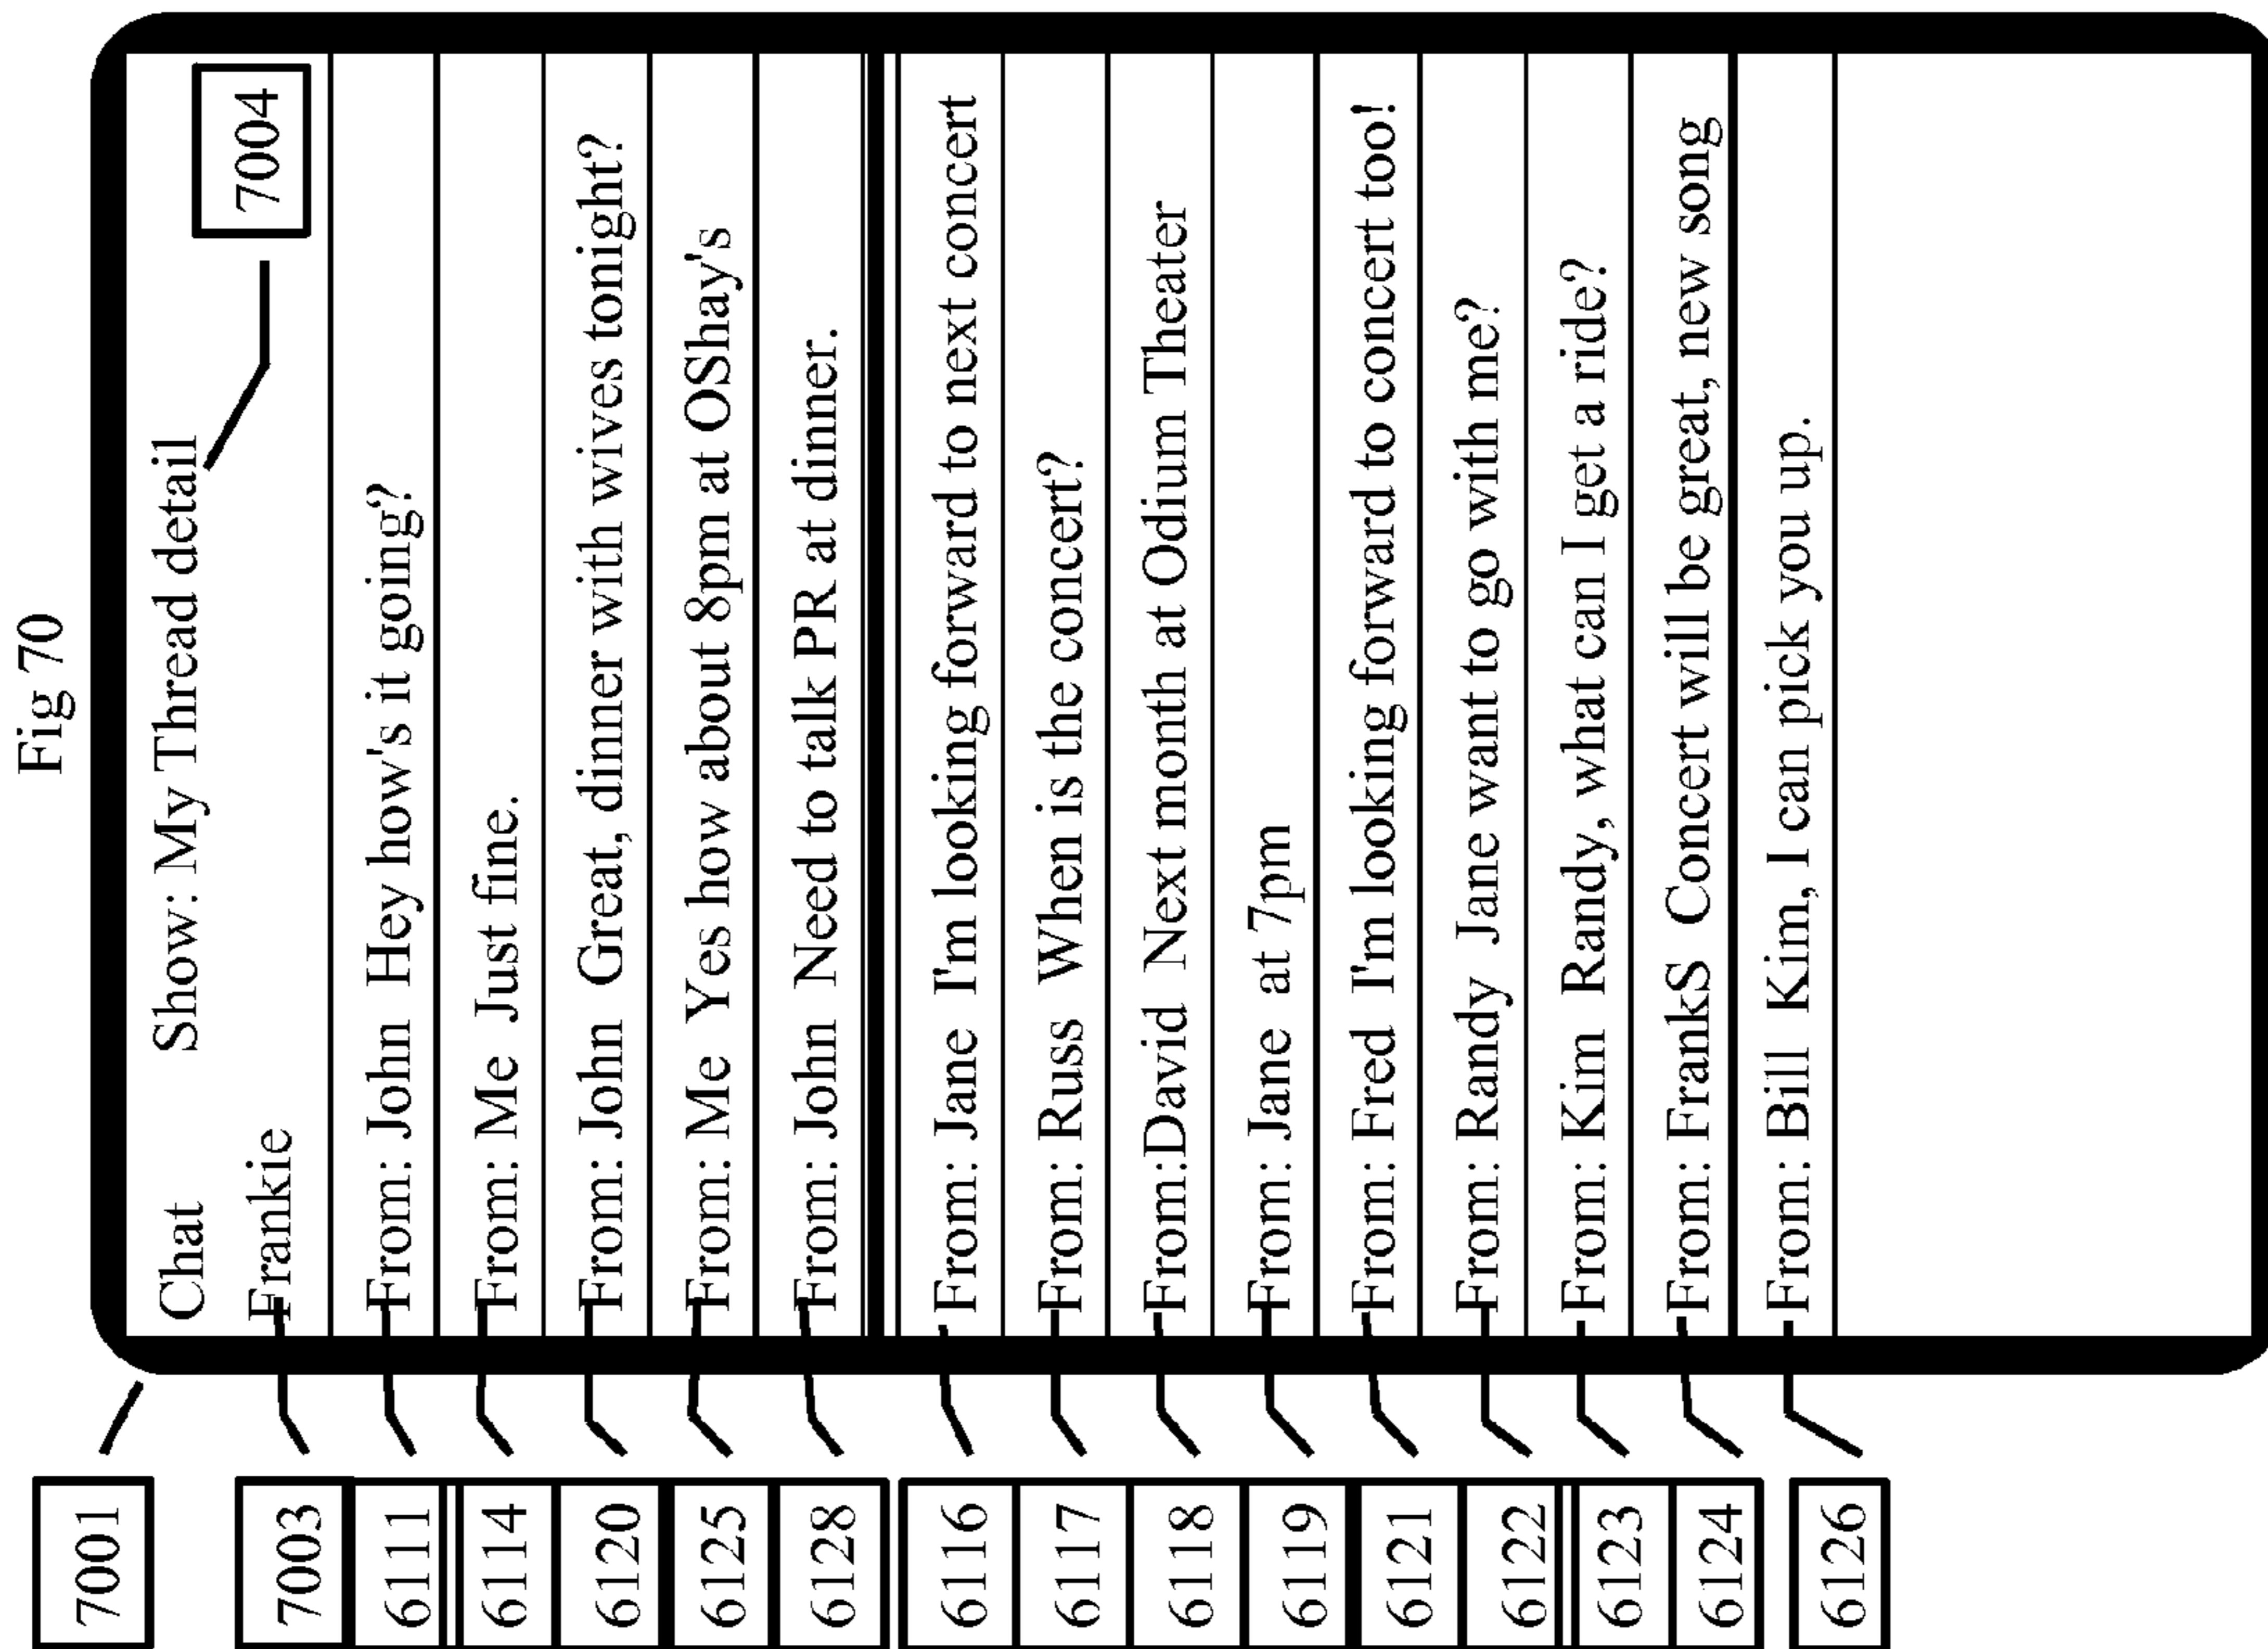 Fig 70
7001 Chat Show: My Thread detail
7003 Frankie 7004
6111 From: John Hey how's it going?
6114 From: Me Just fine.
6120 From: John Great, dinner with wives tonight?
6125 From: Me Yes how about 8pm at OShay's
6128 From: John Need to talk PR at dinner.
6116 From: Jane I'm looking forward to next concert
6117 From: Russ When is the concert?
6118 From:David Next month at Odium Theater
6119 From: Jane at 7pm
6121 From: Fred I'm looking forward to concert too!
6122 From: Randy Jane want to go with me?
6123 From: Kim Randy, what can I get a ride?
6124 From: FrankS Concert will be great, new song
6126 From: Bill Kim, I can pick you up.